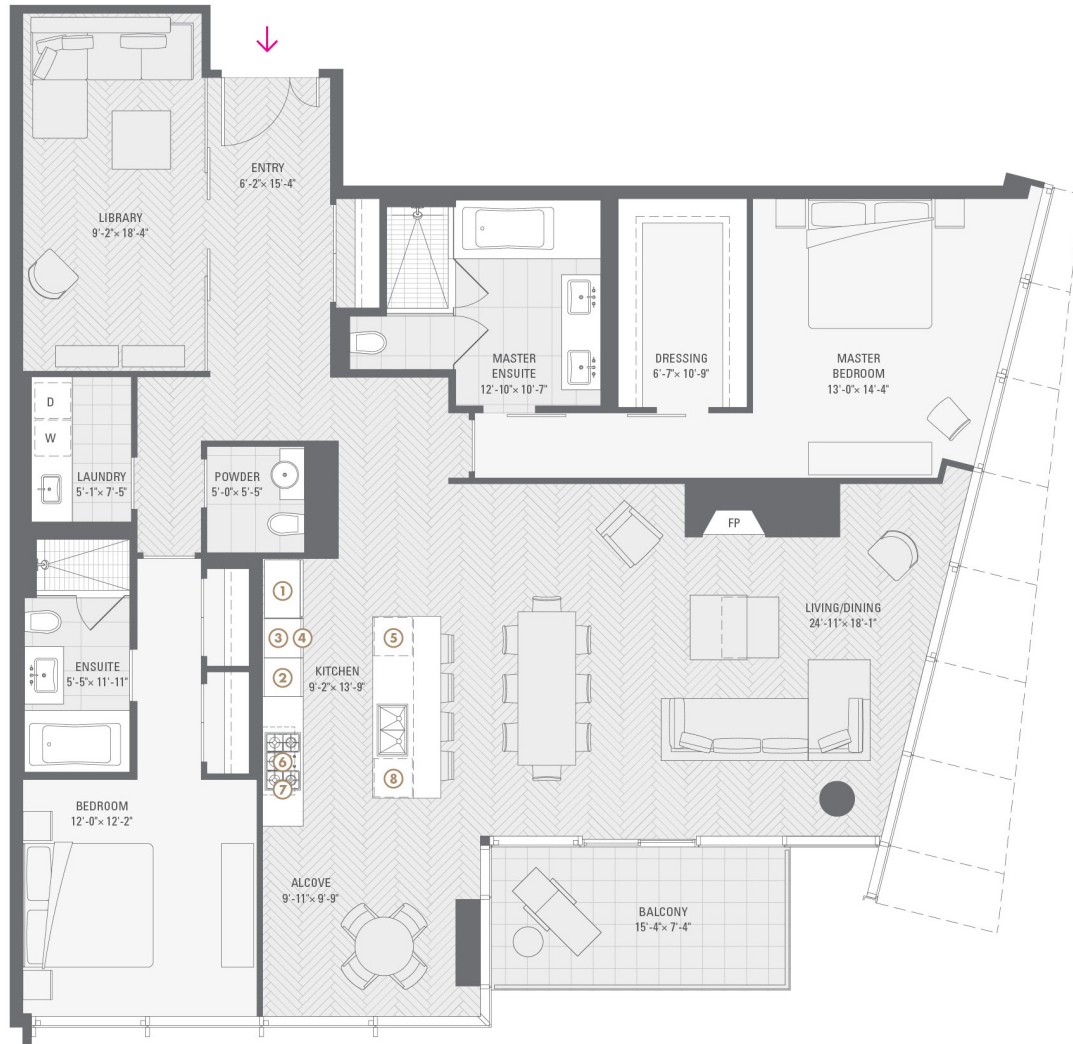 ENTRY
6'-2"× 15'-4"
LIBRARY
9'-2"× 18'-4"
MASTER
ENSUITE
12'-10"× 10'-7"
DRESSING
6'-7"× 10'-9"
MASTER
BEDROOM
13'-0"× 14'-4"
D
W
LAUNDRY
5'-1"× 7'-5"
POWDER
5'-0"× 5'-5"
FP
1
3
4
2
5
KITCHEN
9'-2"× 13'-9"
LIVING/DINING
24'-11"× 18'-1"
ENSUITE
5'-5"× 11'-11"
6
7
8
BEDROOM
12'-0"× 12'-2"
ALCOVE
9'-11"× 9'-9"
BALCONY
15'-4"× 7'-4"